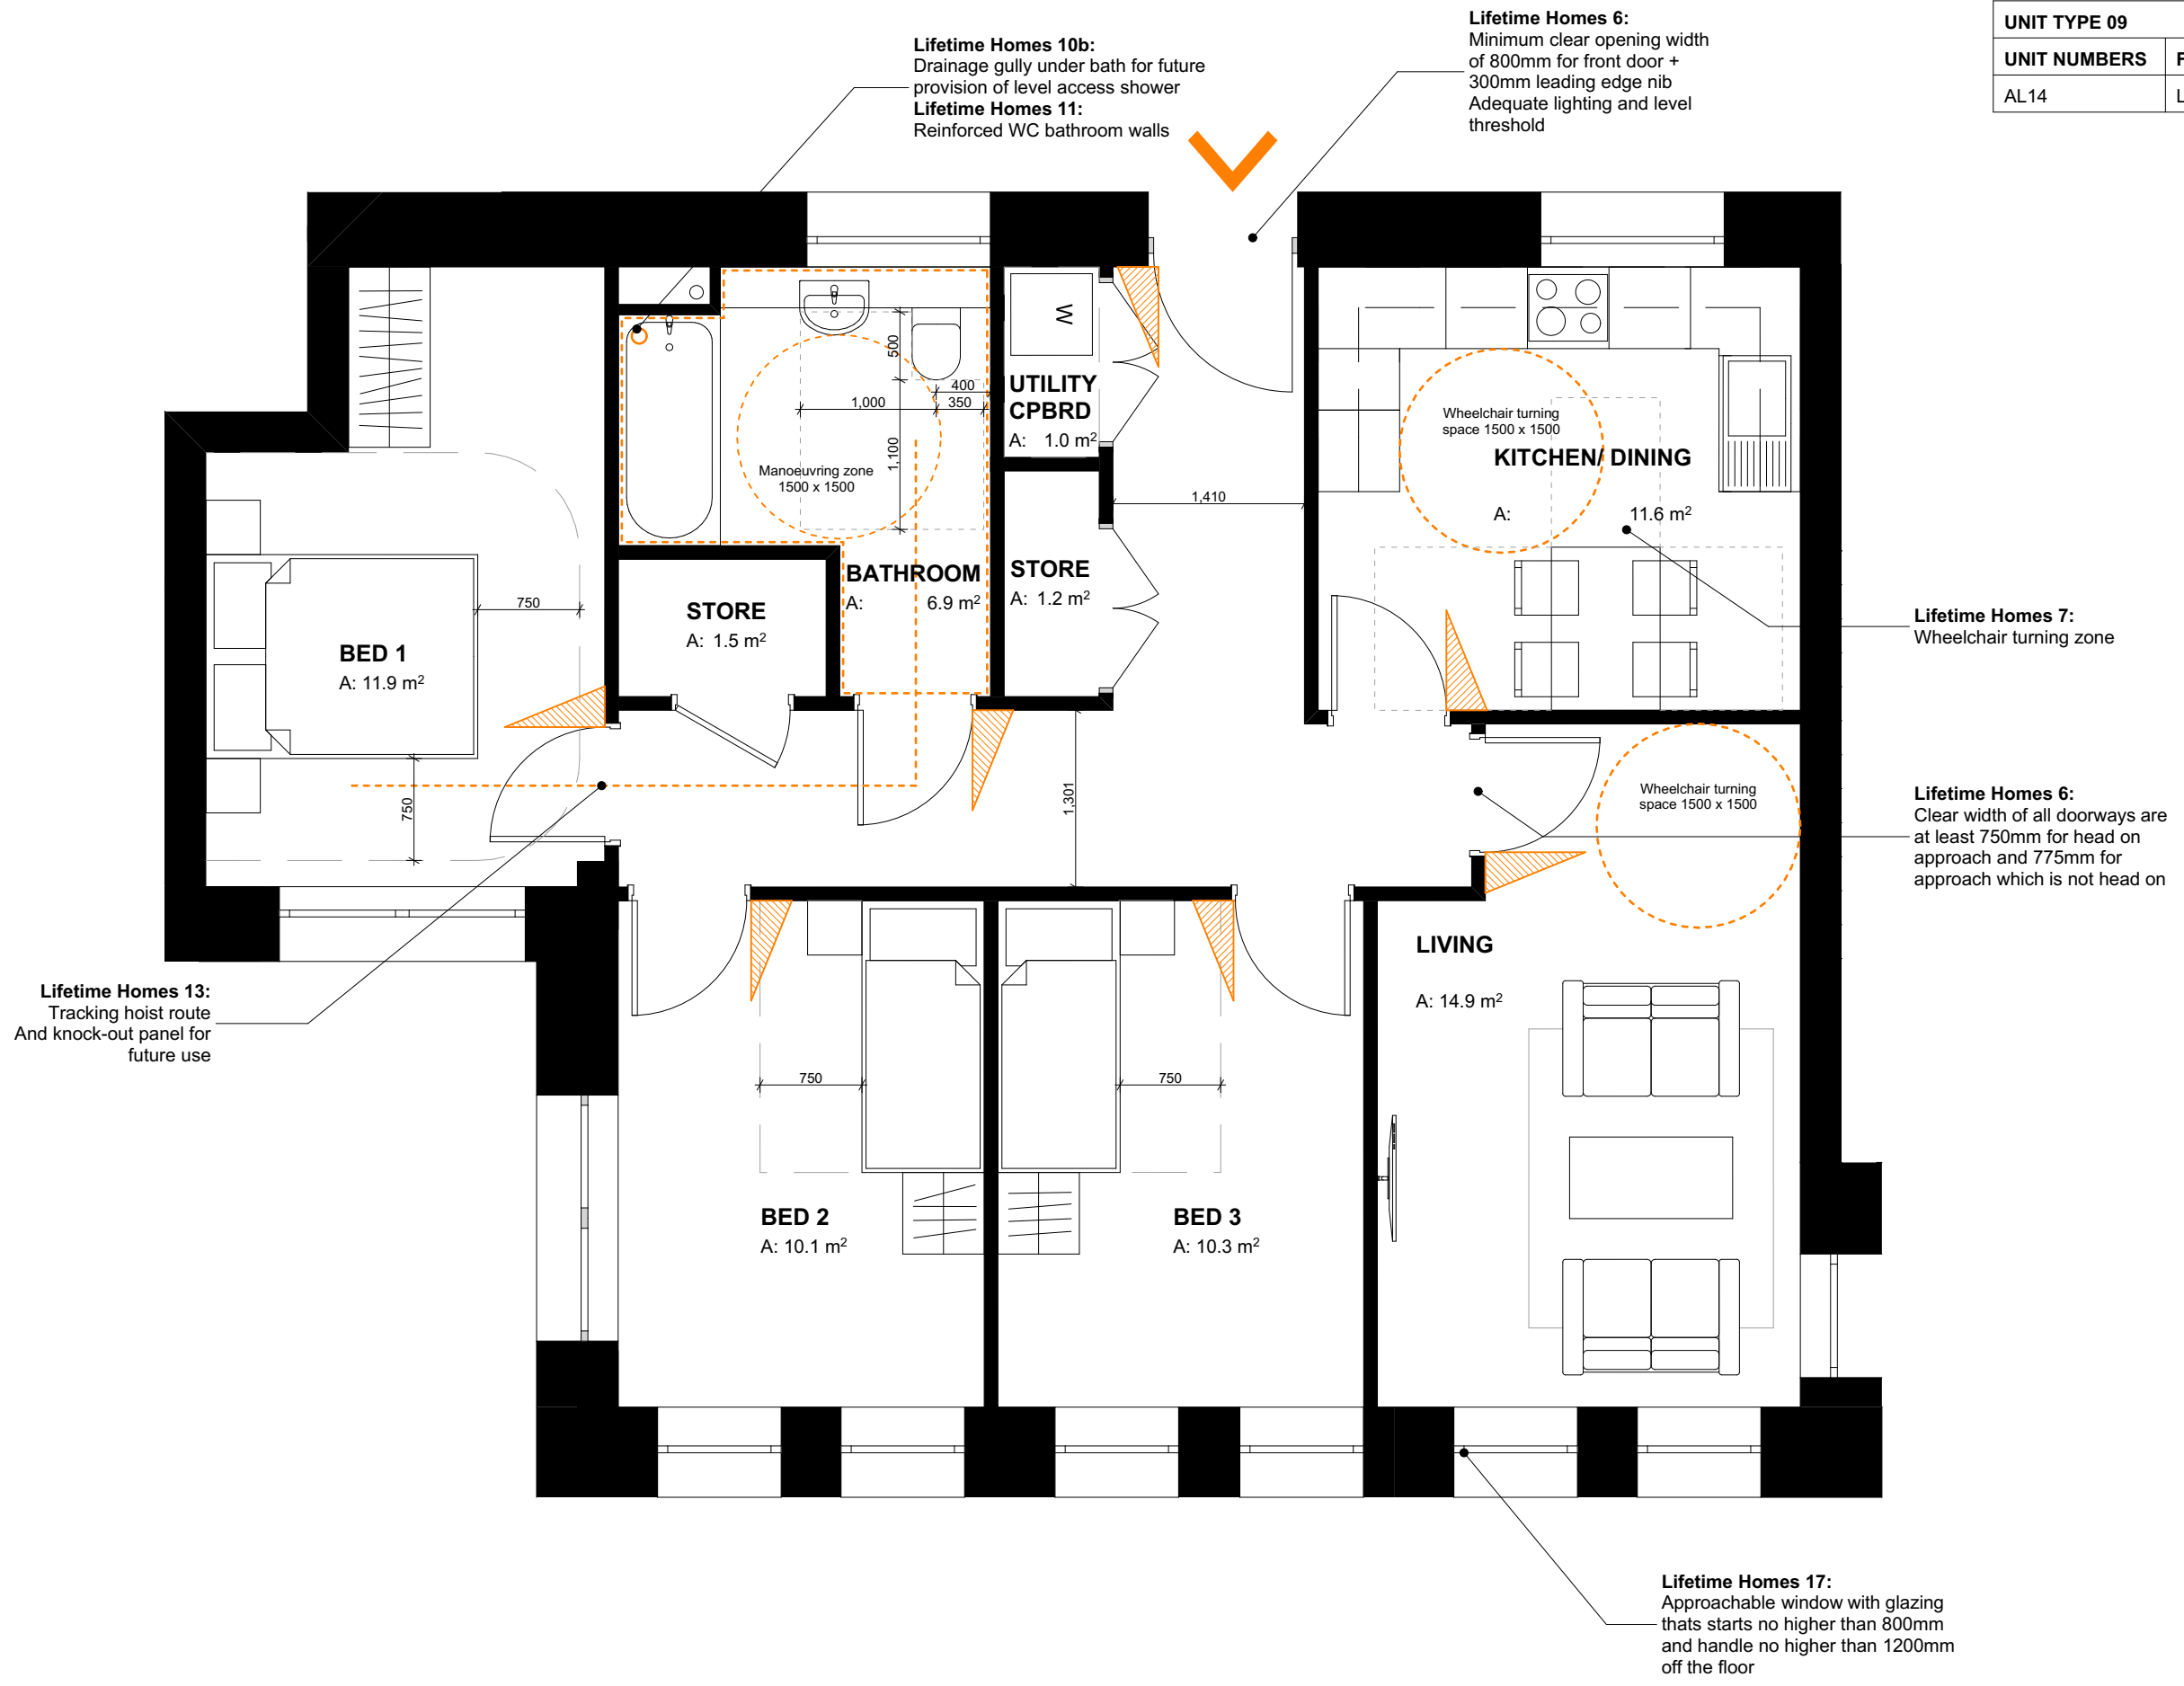 UNIT TYPE 09
UNIT NUMBERS F
AL14 L
Lifetime Homes 10b:
Drainage gully under bath for future
provision of level access shower
Lifetime Homes 11:
Reinforced WC bathroom walls
Lifetime Homes 6:
Minimum clear opening width
of 800mm for front door +
300mm leading edge nib
Adequate lighting and level
threshold
W
UTILITY
CPBRD
A: 1.0 m²
500
400
350
1,000
1,100
Manoeuvring zone
1500 x 1500
Wheelchair turning
space 1500 x 1500
KITCHEN/ DINING
A: 11.6 m²
1,410
BATHROOM
A: 6.9 m²
STORE
A: 1.2 m²
STORE
A: 1.5 m²
750
BED 1
A: 11.9 m²
750
1,301
Lifetime Homes 7:
Wheelchair turning zone
Wheelchair turning
space 1500 x 1500
Lifetime Homes 6:
Clear width of all doorways are
at least 750mm for head on
approach and 775mm for
approach which is not head on
LIVING
A: 14.9 m²
Lifetime Homes 13:
Tracking hoist route
And knock-out panel for
future use
750
750
BED 2
A: 10.1 m²
BED 3
A: 10.3 m²
Lifetime Homes 17:
Approachable window with glazing
thats starts no higher than 800mm
and handle no higher than 1200mm
off the floor